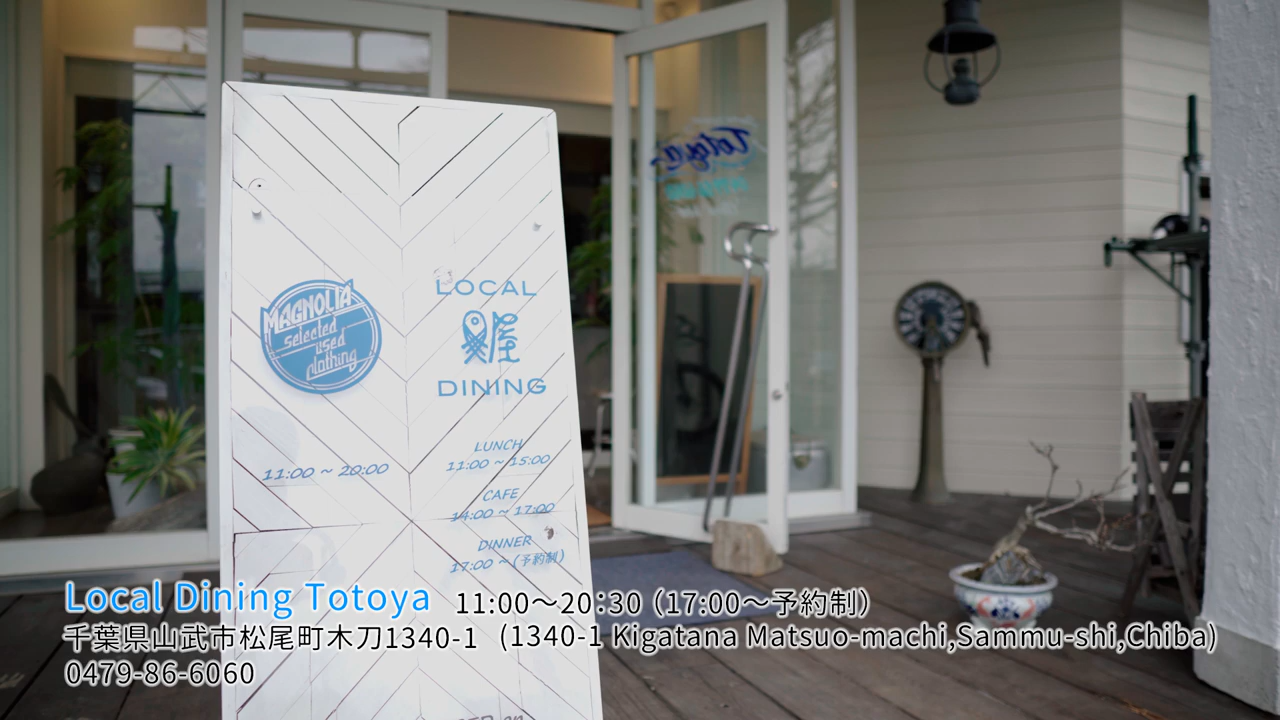 Totoya
MAGNOLIA
selected
used
clothing
11:00 ~ 20:00
LOCAL
魚屋
DINING
LUNCH
11:00 ~ 15:00
CAFE
14:00 ~ 17:00
DINNER
17:00 ~ (予約制)
Local Dining Totoya 11:00〜20:30（17:00〜予約制）
千葉県山武市松尾町木刀1340-1 (1340-1 Kigatana Matsuo-machi,Sammu-shi,Chiba)
0479-86-6060